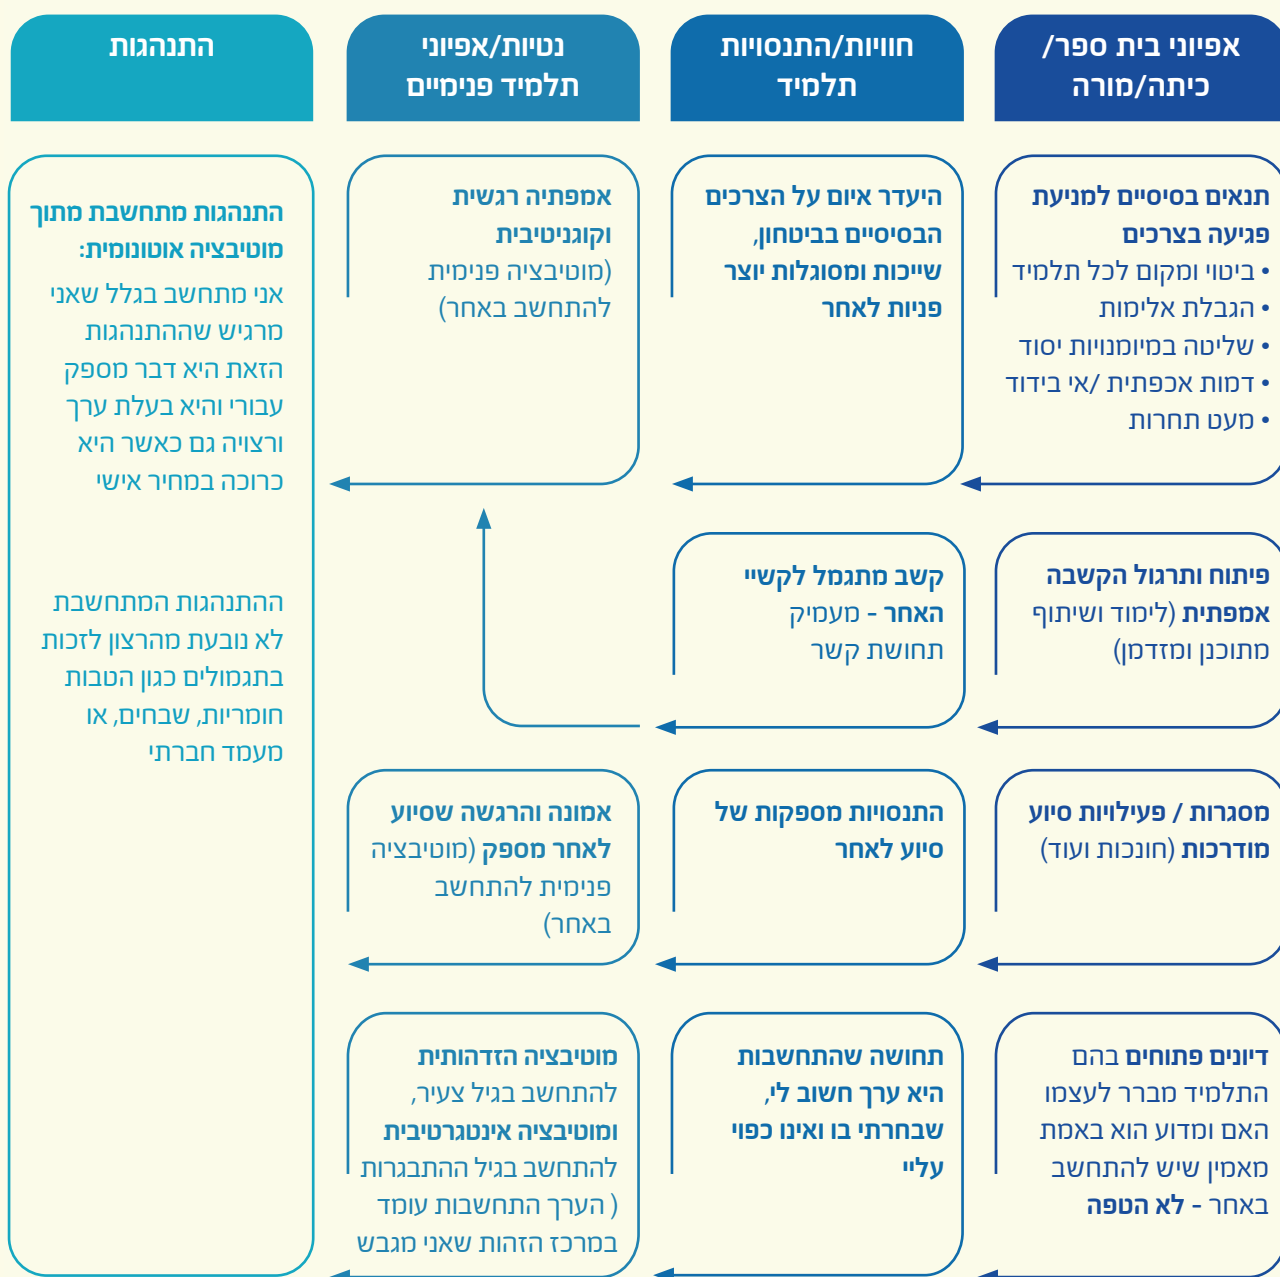 אפיוני בית ספר/
כיתה/מורה
חוויות/התנסויות
תלמיד
נטיות/אפיוני
תלמיד פנימיים
התנהגות
תנאים בסיסיים למניעת
פגיעה בצרכים
• ביטוי ומקום לכל תלמיד
• הגבלת אלימות
• שליטה במיומנויות יסוד
• דמות אכפתית /אי בידוד
• מעט תחרות
היעדר איום על הצרכים
הבסיסיים בביטחון,
שייכות ומסוגלות יוצר
פניות לאחר
אמפתיה רגשית
וקוגניטיבית
(מוטיבציה פנימית
להתחשב באחר)
התנהגות מתחשבת מתוך
מוטיבציה אוטונומית:
אני מתחשב בגלל שאני
מרגיש שההתנהגות
הזאת היא דבר מספק
עבורי והיא בעלת ערך
ורצויה גם כאשר היא
כרוכה במחיר אישי
ההתנהגות המתחשבת
לא נובעת מהרצון לזכות
בתגמולים כגון הטבות
חומריות, שבחים, או
מעמד חברתי
פיתוח ותרגול הקשבה
אמפתית (לימוד ושיתוף
מתוכנן ומזדמן)
קשב מתגמל לקשיי
האחר - מעמיק
תחושת קשר
מסגרות / פעילויות סיוע
מודרכות (חונכות ועוד)
התנסויות מספקות של
סיוע לאחר
אמונה והרגשה שסיוע
לאחר מספק (מוטיבציה
פנימית להתחשב
באחר)
דיונים פתוחים בהם
התלמיד מברר לעצמו
האם ומדוע הוא באמת
מאמין שיש להתחשב
באחר - לא הטפה
תחושה שהתחשבות
היא ערך חשוב לי,
שבחרתי בו ואינו כפוי
עליי
מוטיבציה הזדהותית
להתחשב בגיל צעיר,
ומוטיבציה אינטגרטיבית
להתחשב בגיל ההתבגרות
( הערך התחשבות עומד
במרכז הזהות שאני מגבש